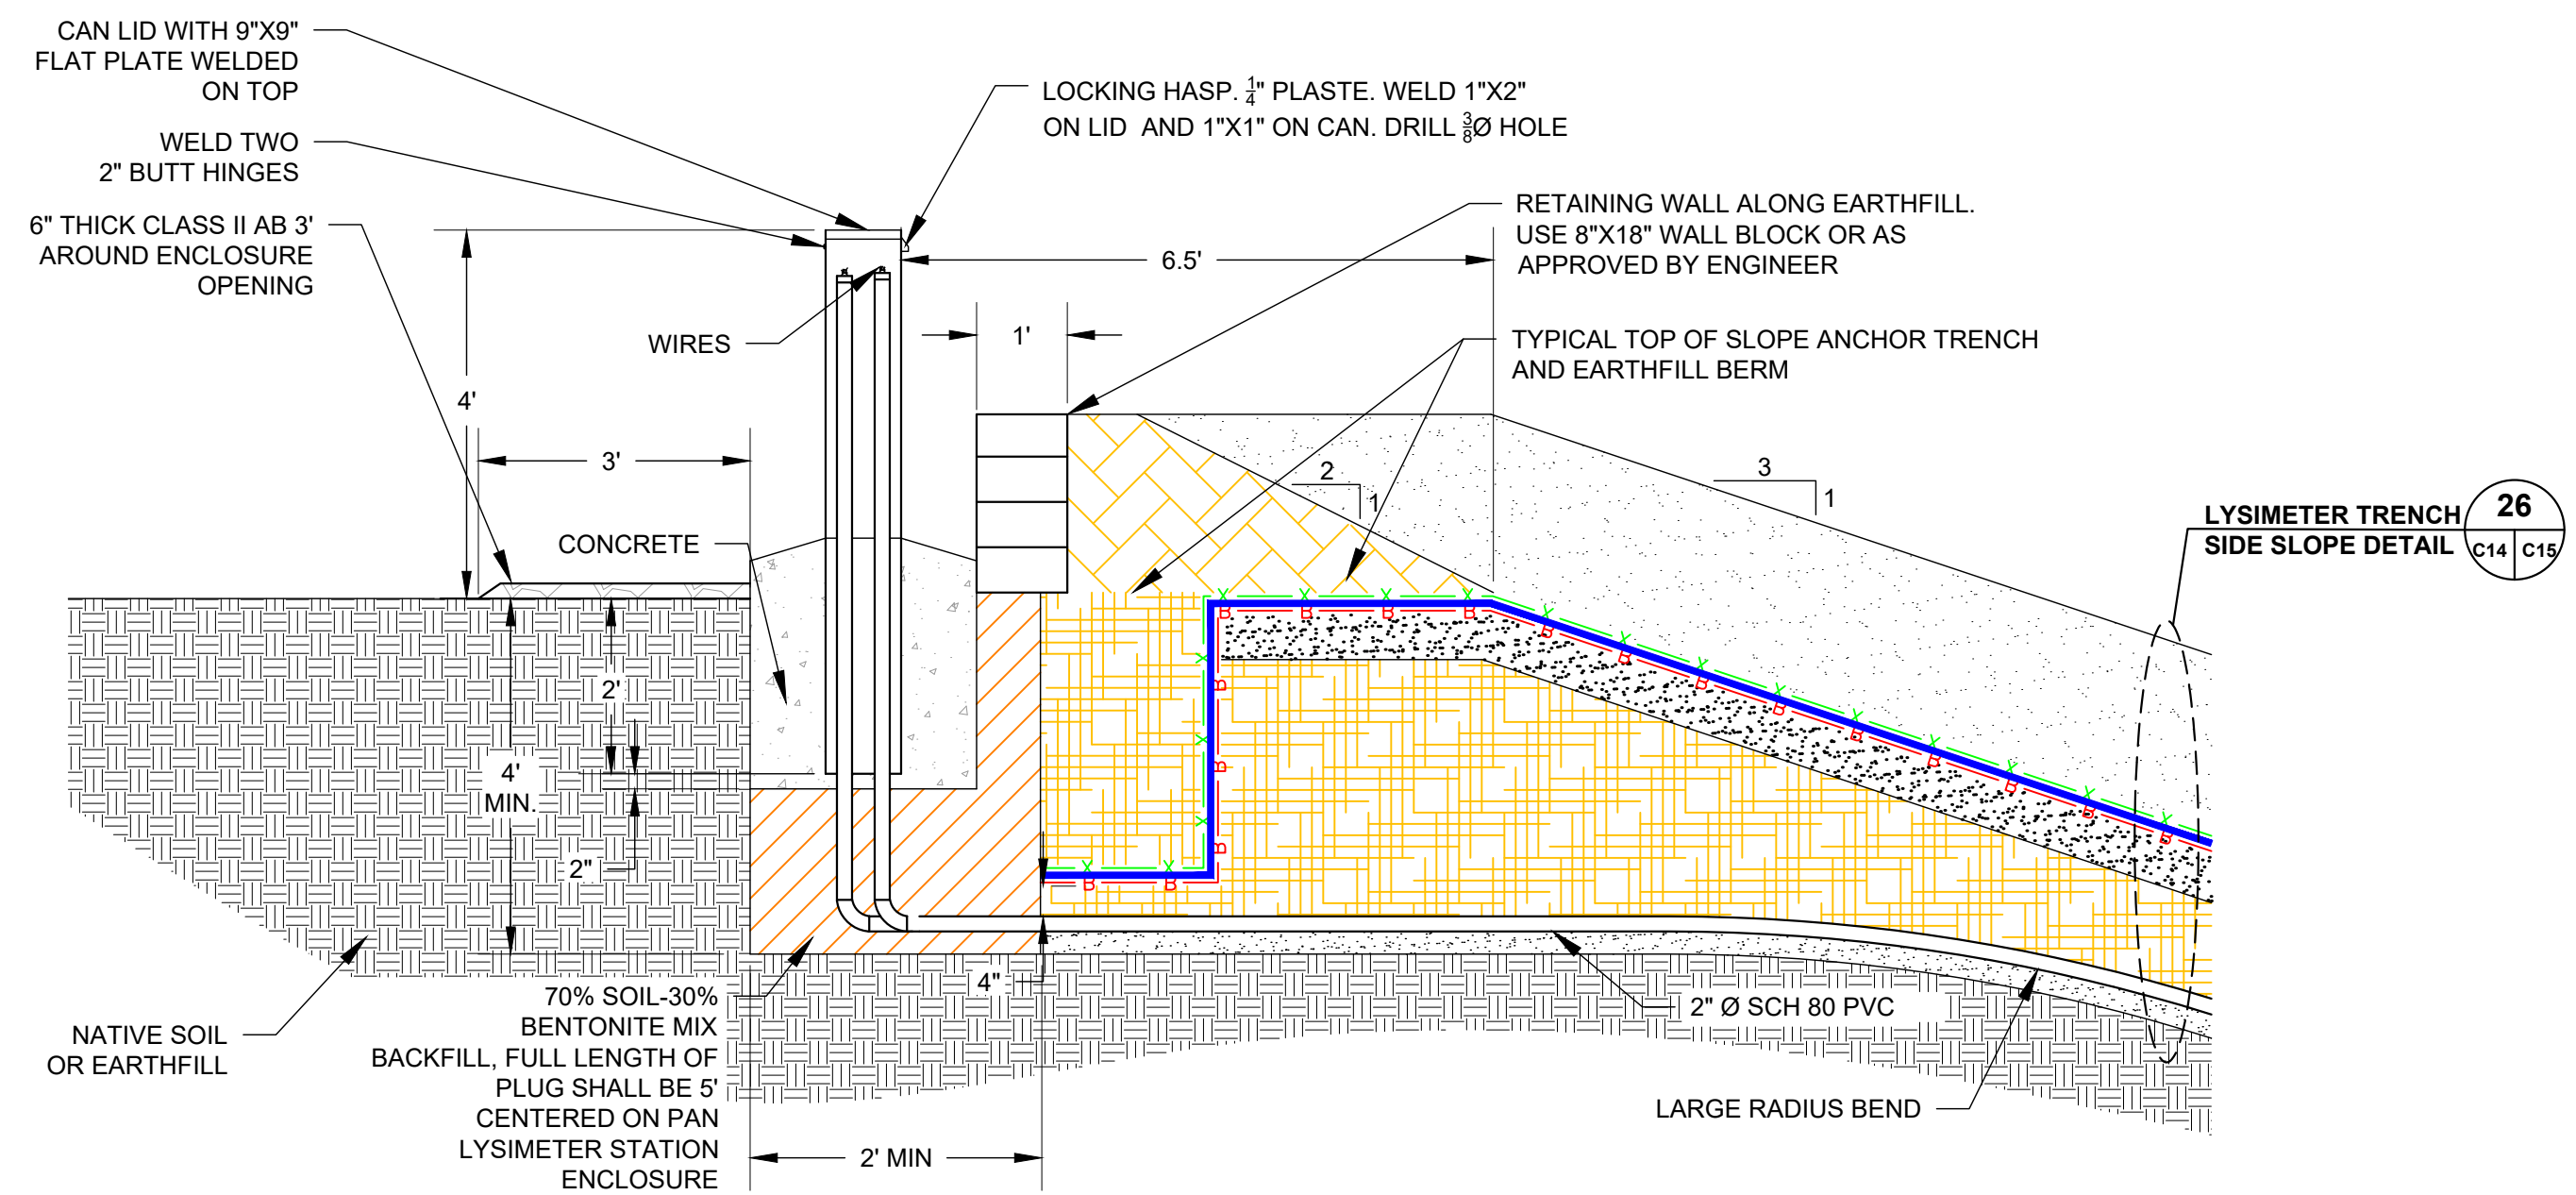 CAN LID WITH 9"X9"
FLAT PLATE WELDED
ON TOP
WELD TWO
2" BUTT HINGES
6" THICK CLASS II AB 3'
AROUND ENCLOSURE
OPENING
LOCKING HASP. 1/4" PLASTE. WELD 1"X2"
ON LID AND 1"X1" ON CAN. DRILL 3/8Ø HOLE
RETAINING WALL ALONG EARTHFILL.
USE 8"X18" WALL BLOCK OR AS
APPROVED BY ENGINEER
6.5'
WIRES
1'
TYPICAL TOP OF SLOPE ANCHOR TRENCH
AND EARTHFILL BERM
4'
3'
2
1
3
1
LYSIMETER TRENCH
SIDE SLOPE DETAIL
26
C14
C15
CONCRETE
2'
4'
MIN.
2"
4"
X X X X X X X X X X X X X X X X X X
B B B B B B B B B B B B B B B B B
70% SOIL-30%
BENTONITE MIX
BACKFILL, FULL LENGTH OF
PLUG SHALL BE 5'
CENTERED ON PAN
LYSIMETER STATION
ENCLOSURE
NATIVE SOIL
OR EARTHFILL
2" Ø SCH 80 PVC
LARGE RADIUS BEND
2' MIN